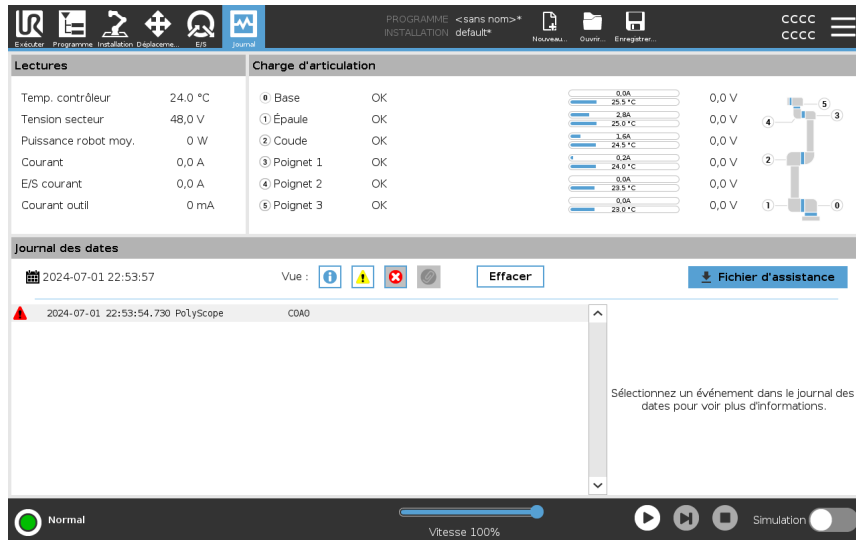 PROGRAMME <sans nom>*
INSTALLATION default*
CCCC
CCCC
Exécuter Programme Installation Déplaceme... E/S Journal
Nouveau... Ouvrir... Enregistrer...
Lectures
Charge d'articulation
Temp. contrôleur 24.0 °C
Tension secteur 48,0 V
Puissance robot moy. 0 W
Courant 0,0 A
E/S courant 0,0 A
Courant outil 0 mA
0 Base OK 0,0A 25.5 °C 0,0 V
1 Épaule OK 2,8A 25.0 °C 0,0 V
2 Coude OK 1,6A 24.5 °C 0,0 V
3 Poignet 1 OK 0,2A 24.0 °C 0,0 V
4 Poignet 2 OK 0,0A 23.5 °C 0,0 V
5 Poignet 3 OK 0,0A 23.0 °C 0,0 V
5
4 3
2
1 0
Journal des dates
2024-07-01 22:53:57 Vue : Effacer Fichier d'assistance
2024-07-01 22:53:54.730 PolyScope C0A0
Sélectionnez un événement dans le journal des
dates pour voir plus d'informations.
Normal
Vitesse 100%
Simulation